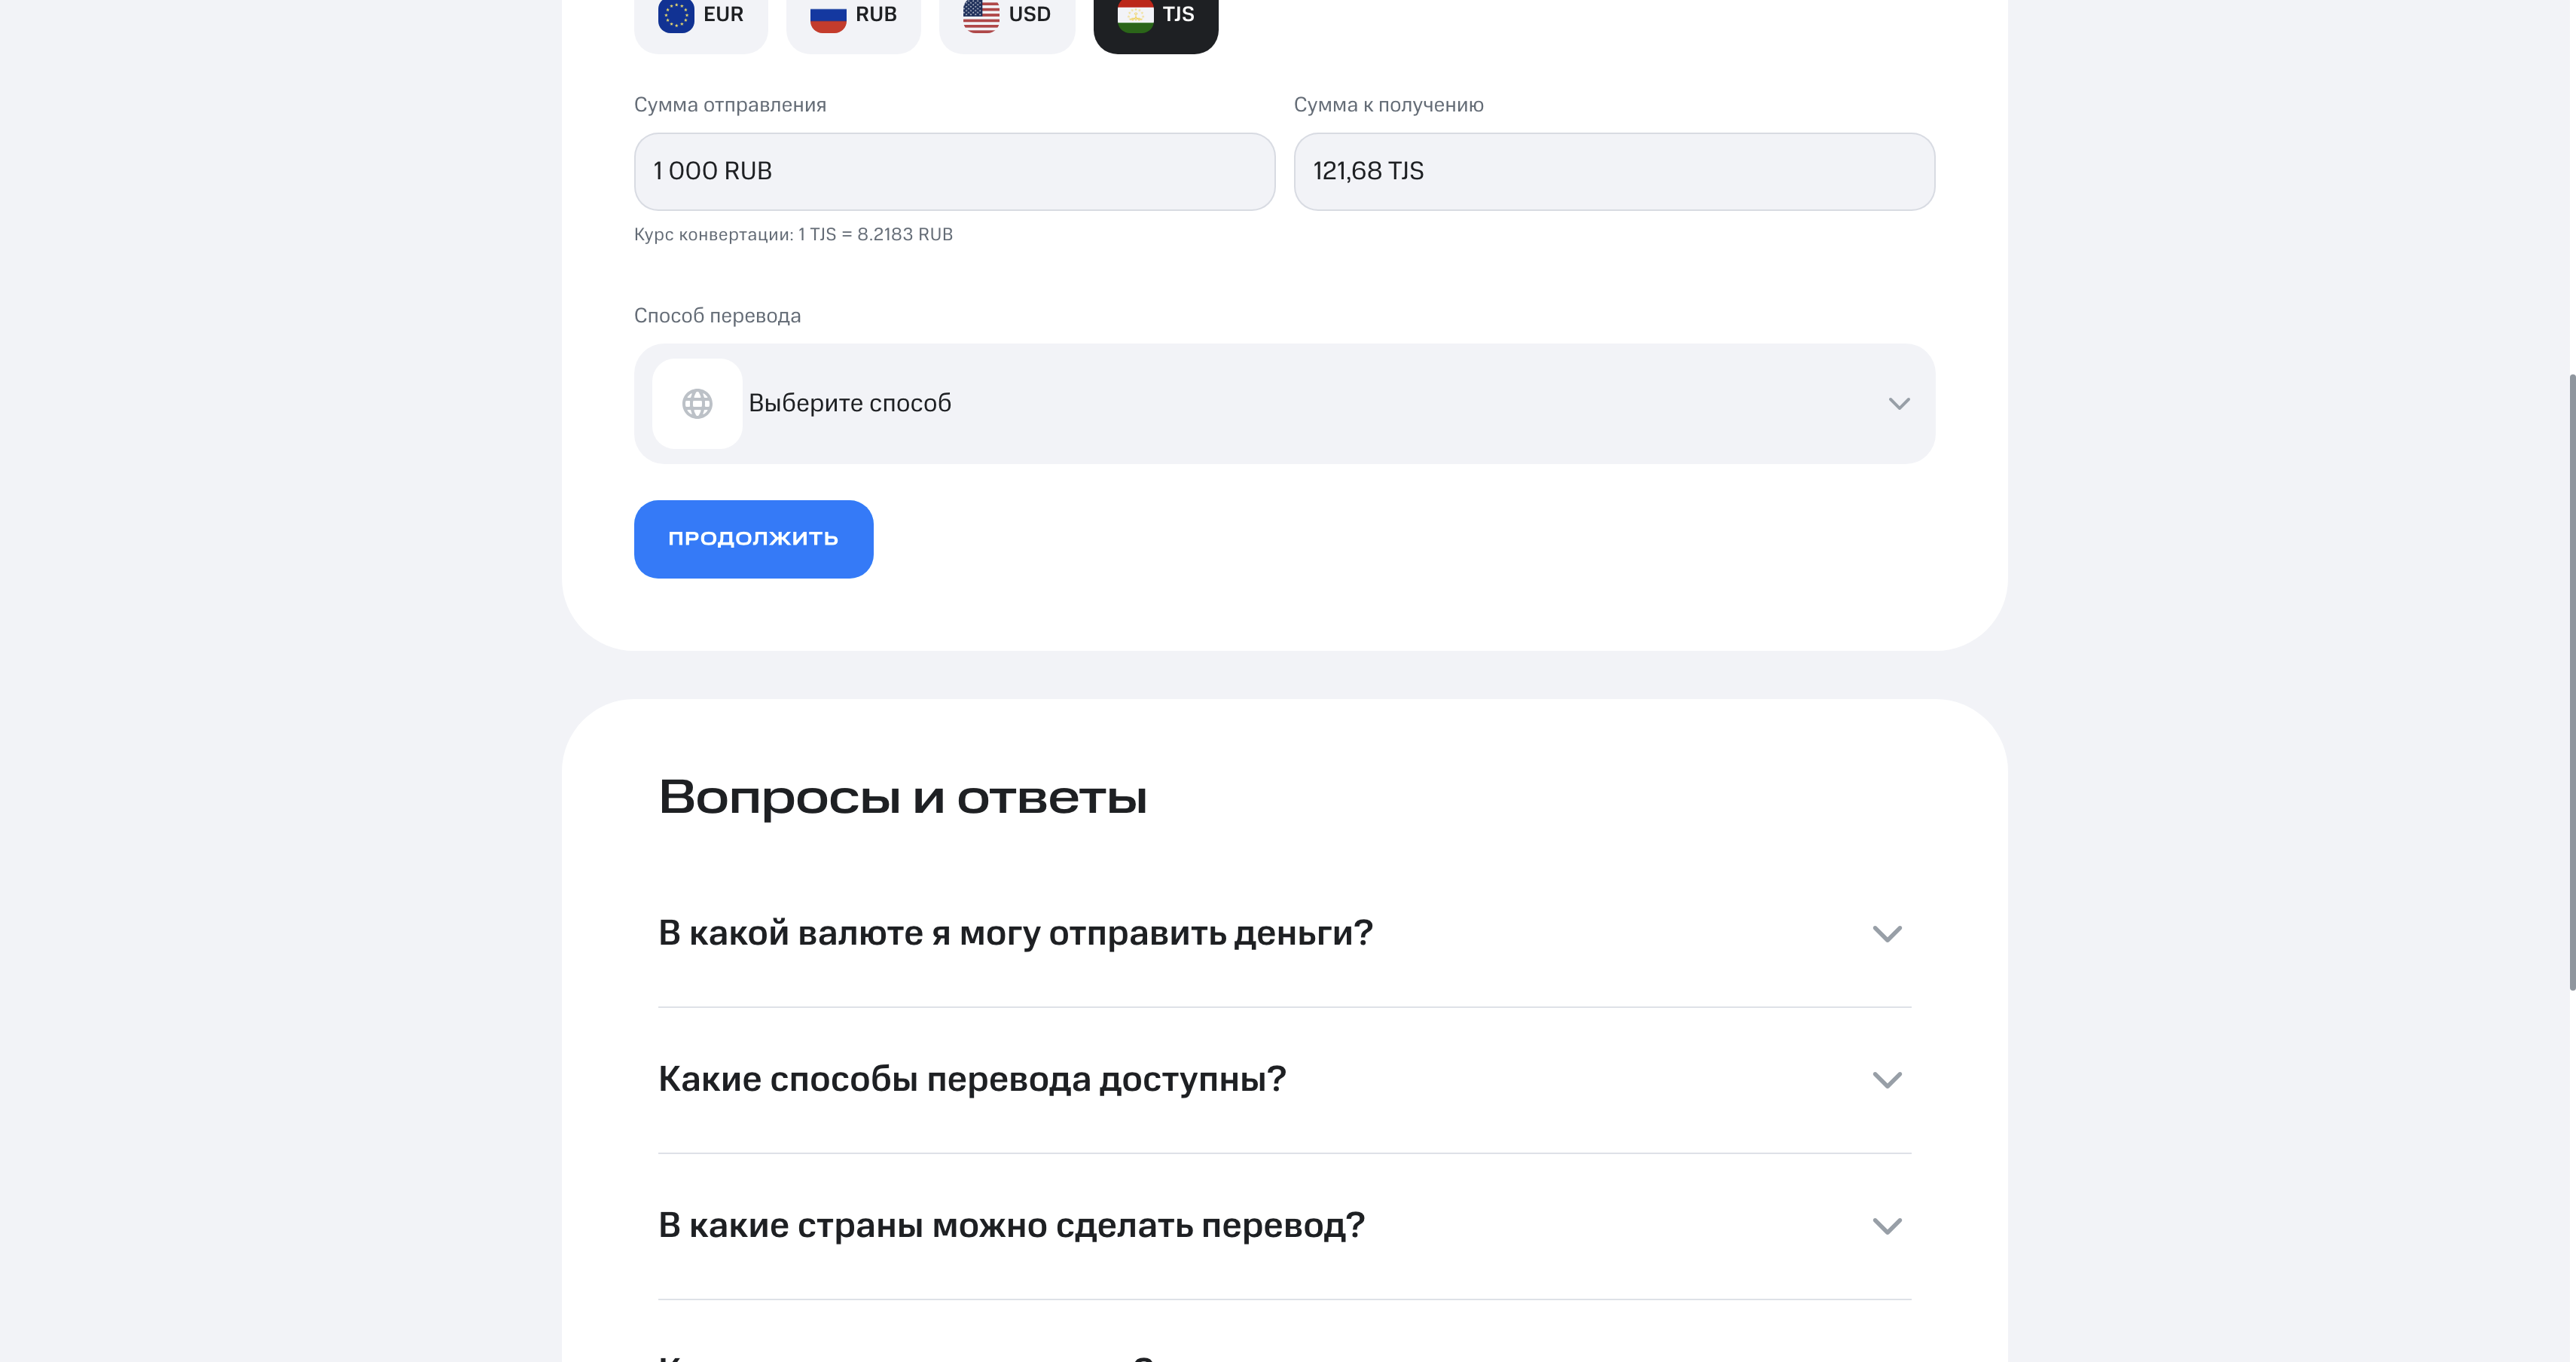 EUR RUB USD TJS
Сумма отправления
Сумма к получению
1 000 RUB
121,68 TJS
Курс конвертации: 1 TJS = 8.2183 RUB
Способ перевода
Выберите способ
ПРОДОЛЖИТЬ
Вопросы и ответы
В какой валюте я могу отправить деньги?
Какие способы перевода доступны?
В какие страны можно сделать перевод?